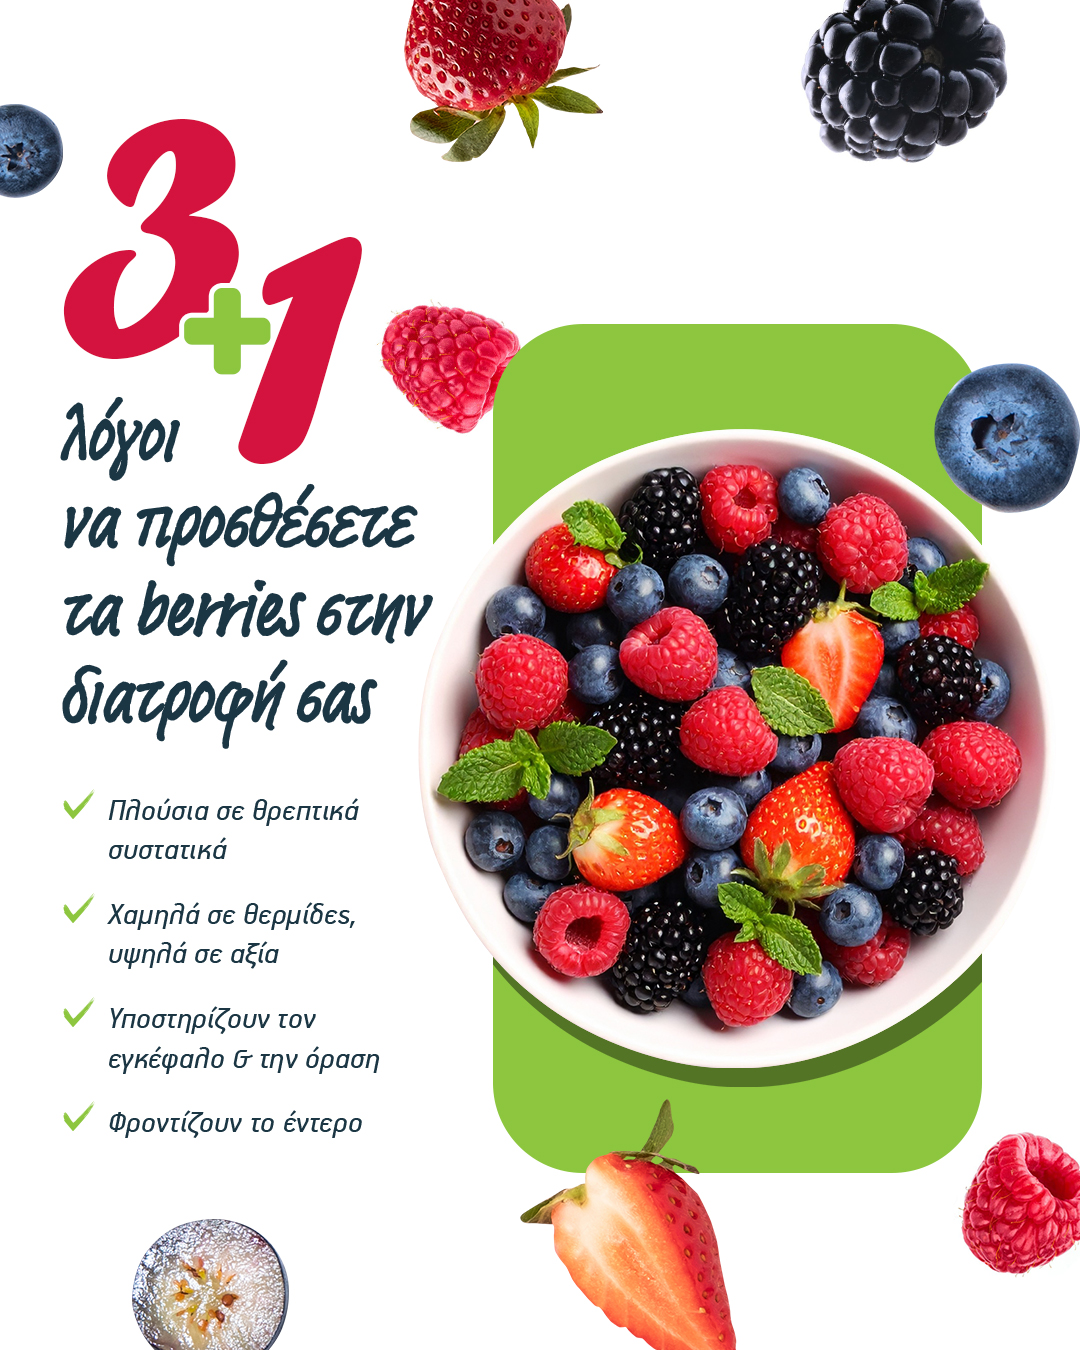 3+1
λόγοι
να προσθέσετε
τα berries στην
διατροφή σας
Πλούσια σε θρεπτικά
συστατικά
Χαμηλά σε θερμίδες,
υψηλά σε αξία
Υποστηρίζουν τον
εγκέφαλο & την όραση
Φροντίζουν το έντερο